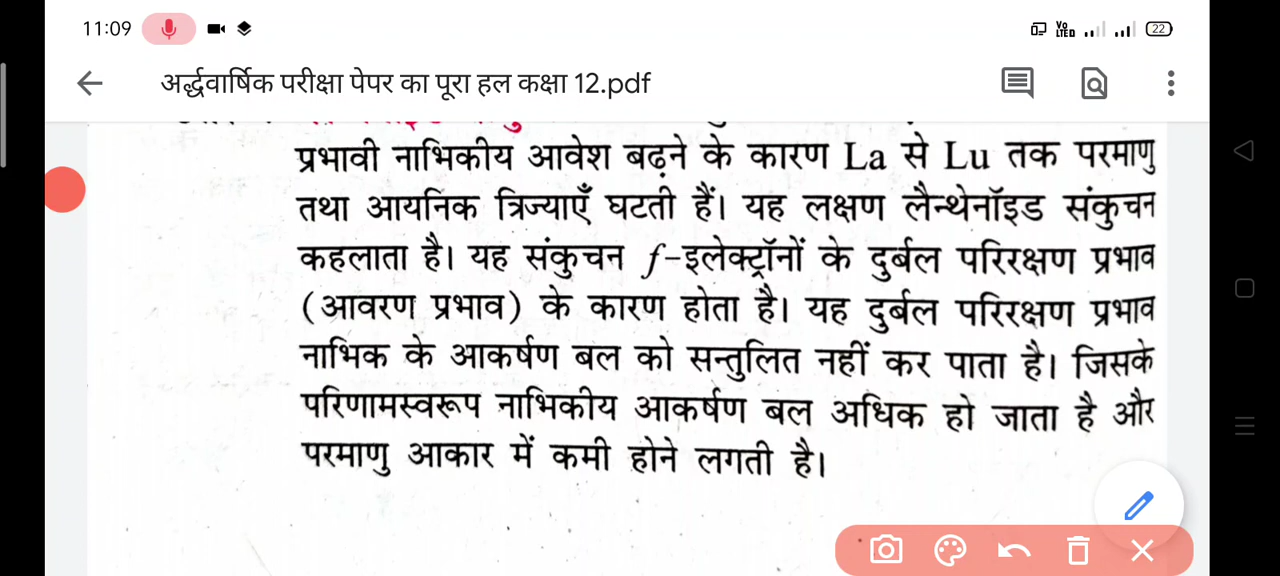 11:09
Vo LTED
22
अर्द्धवार्षिक परीक्षा पेपर का पूरा हल कक्षा 12.pdf
प्रभावी नाभिकीय आवेश बढ़ने के कारण La से Lu तक परमाणु
तथा आयनिक त्रिज्याएँ घटती हैं। यह लक्षण लैन्थेनॉइड संकुचन
कहलाता है। यह संकुचन f-इलेक्ट्रॉनों के दुर्बल परिरक्षण प्रभाव
(आवरण प्रभाव) के कारण होता है। यह दुर्बल परिरक्षण प्रभाव
नाभिक के आकर्षण बल को सन्तुलित नहीं कर पाता है। जिसके
परिणामस्वरूप नाभिकीय आकर्षण बल अधिक हो जाता है और
परमाणु आकार में कमी होने लगती है।